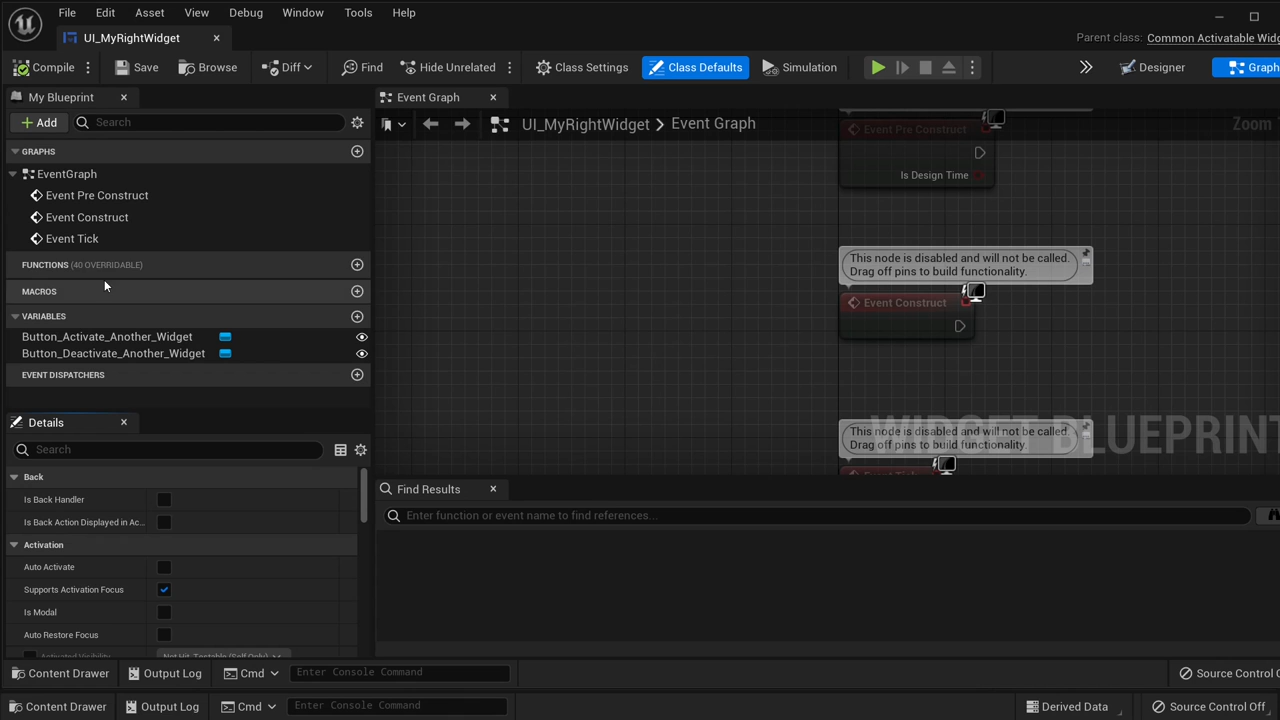 File Edit Asset View Debug Window Tools Help
UI_MyRightWidget
Parent class: Common Activatable Widg
Compile Save Browse Diff Find Hide Unrelated Class Settings Class Defaults Simulation Designer Graph
My Blueprint
Event Graph
Add Search
UI_MyRightWidget > Event Graph
Zoom
GRAPHS
EventGraph
Event Pre Construct
Event Construct
Event Tick
FUNCTIONS (40 OVERRIDABLE)
MACROS
VARIABLES
Button_Activate_Another_Widget
Button_Deactivate_Another_Widget
EVENT DISPATCHERS
Event Pre Construct
Is Design Time
This node is disabled and will not be called.
Drag off pins to build functionality.
Event Construct
This node is disabled and will not be called.
Drag off pins to build functionality.
WIDGET BLUEPRINT
Details
Search
Back
Is Back Handler
Is Back Action Displayed in Ac...
Activation
Auto Activate
Supports Activation Focus
Is Modal
Auto Restore Focus
Find Results
Enter function or event name to find references...
Content Drawer Output Log Cmd Enter Console Command Source Control O
Content Drawer Output Log Cmd Enter Console Command Derived Data Source Control Off